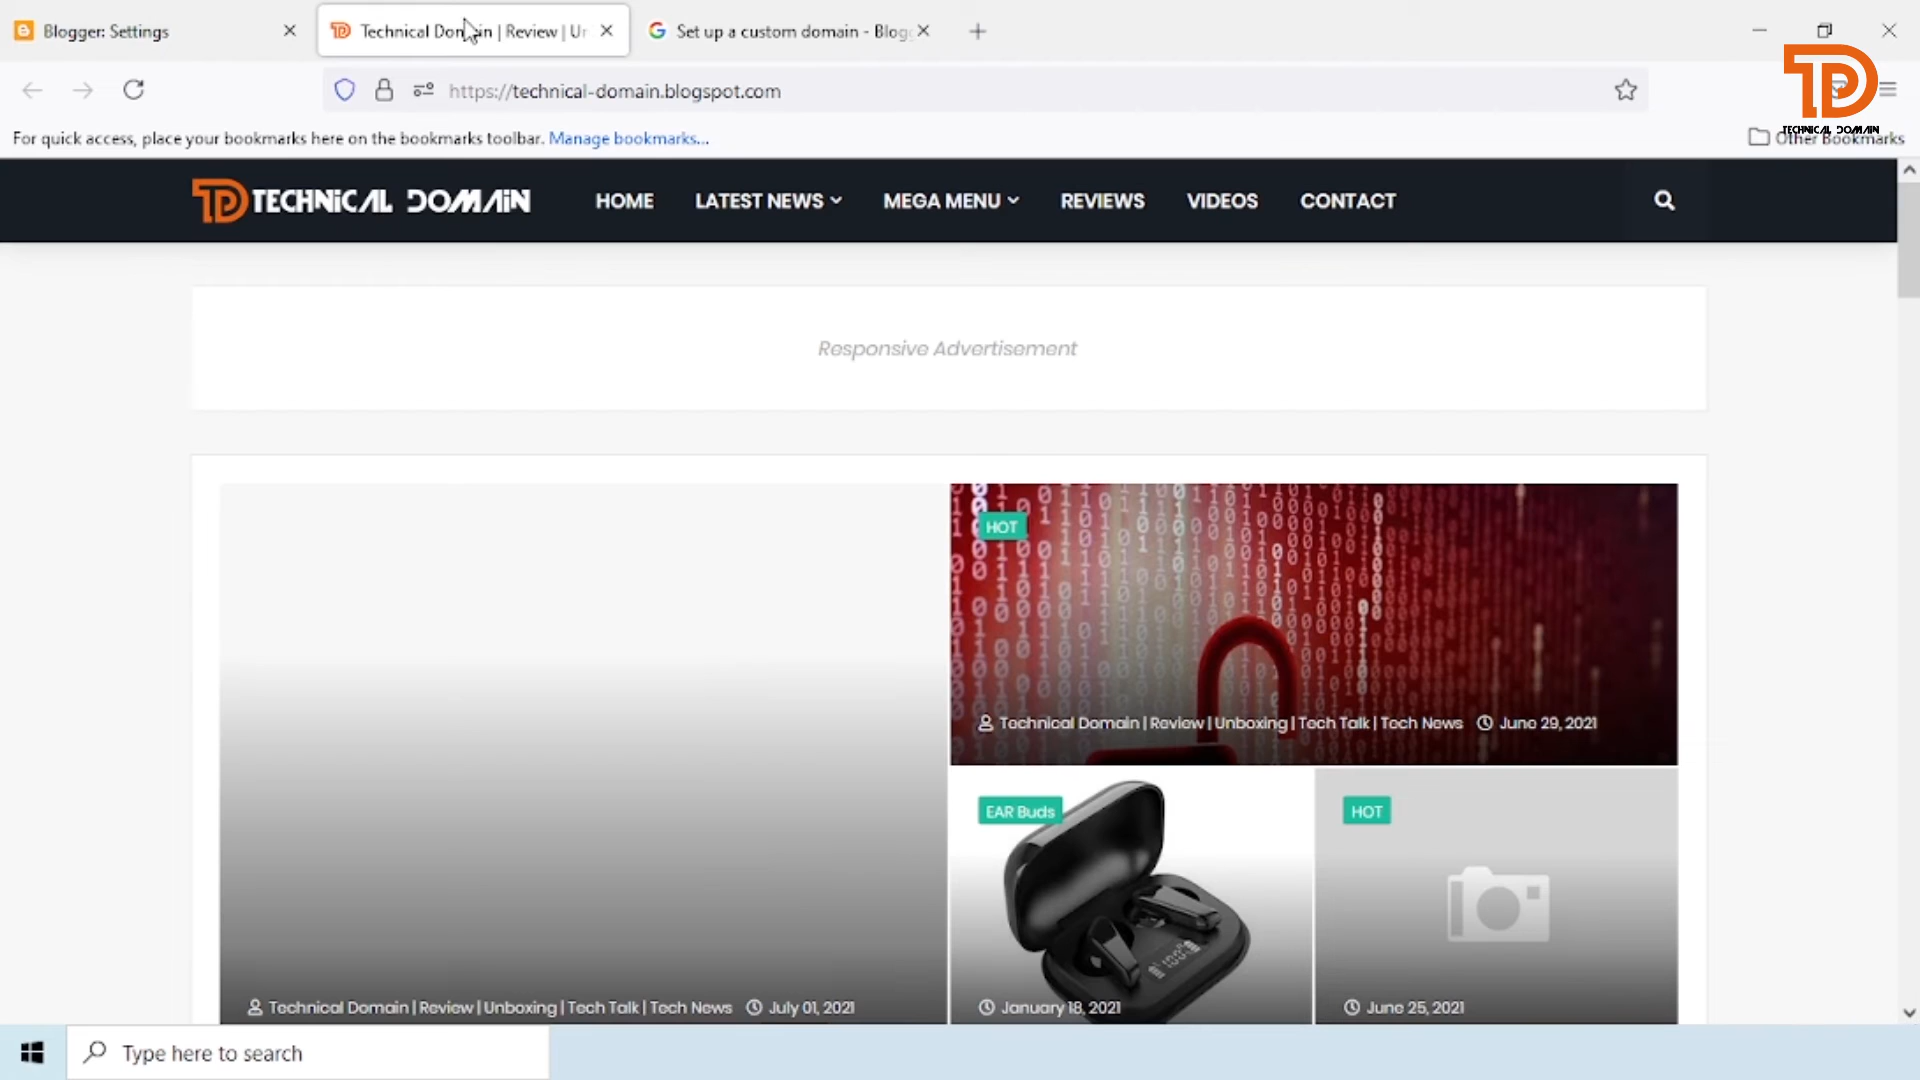 Blogger: Settings
Technical Domain | Review | Un
Set up a custom domain - Blogg
https://technical-domain.blogspot.com
For quick access, place your bookmarks here on the bookmarks toolbar. Manage bookmarks...
Other Bookmarks
TD
TECHNICAL DOMAIN
TD TECHNICAL DOMAIN
HOME
LATEST NEWS
MEGA MENU
REVIEWS
VIDEOS
CONTACT
Responsive Advertisement
HOT
Technical Domain | Review | Unboxing | Tech Talk | Tech News June 29, 2021
EAR Buds
HOT
100%
Technical Domain | Review | Unboxing | Tech Talk | Tech News July 01, 2021
January 18, 2021
June 25, 2021
Type here to search